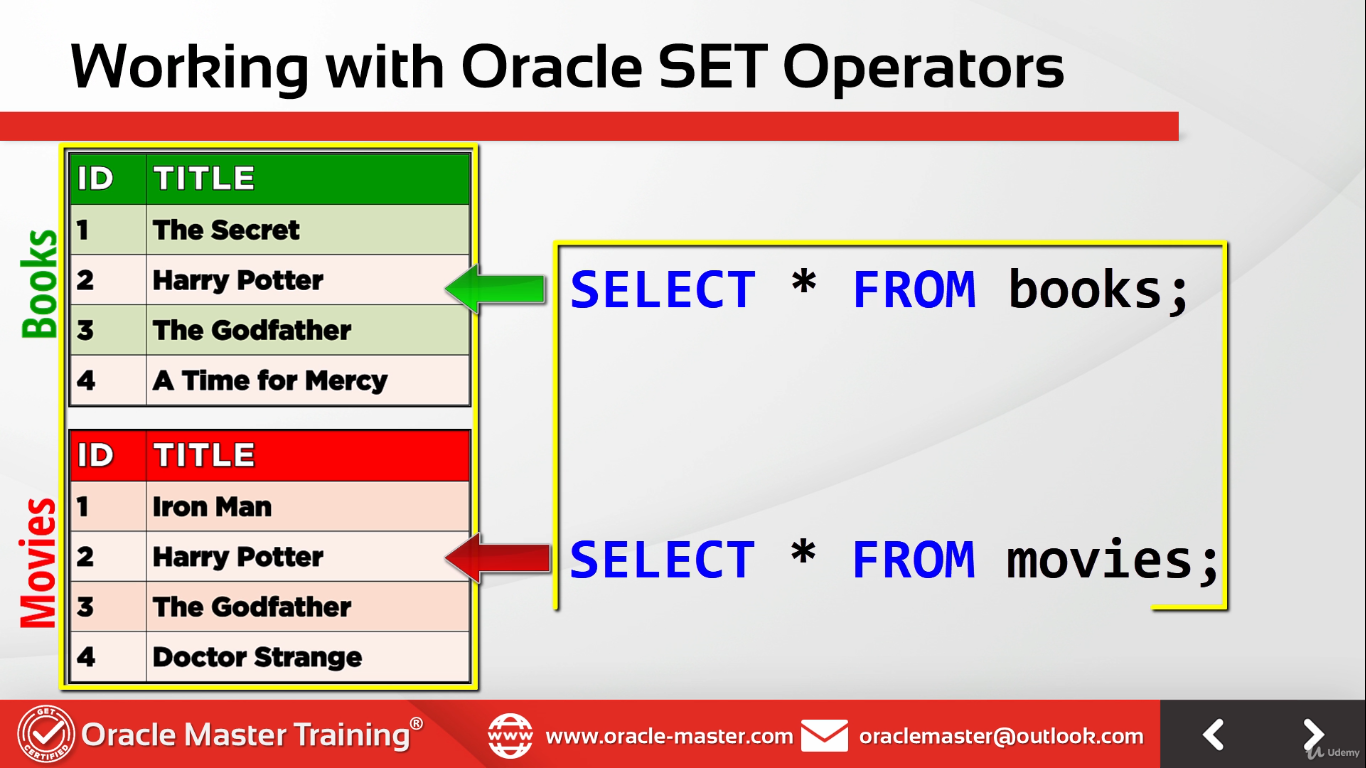 Working with Oracle SET Operators
Books
ID TITLE
1 The Secret
2 Harry Potter
3 The Godfather
4 A Time for Mercy
SELECT * FROM books;
Movies
ID TITLE
1 Iron Man
2 Harry Potter
3 The Godfather
4 Doctor Strange
SELECT * FROM movies;
GET
CERTIFIED
Oracle Master Training®
WWW
www.oracle-master.com
oraclemaster@outlook.com
Udemy